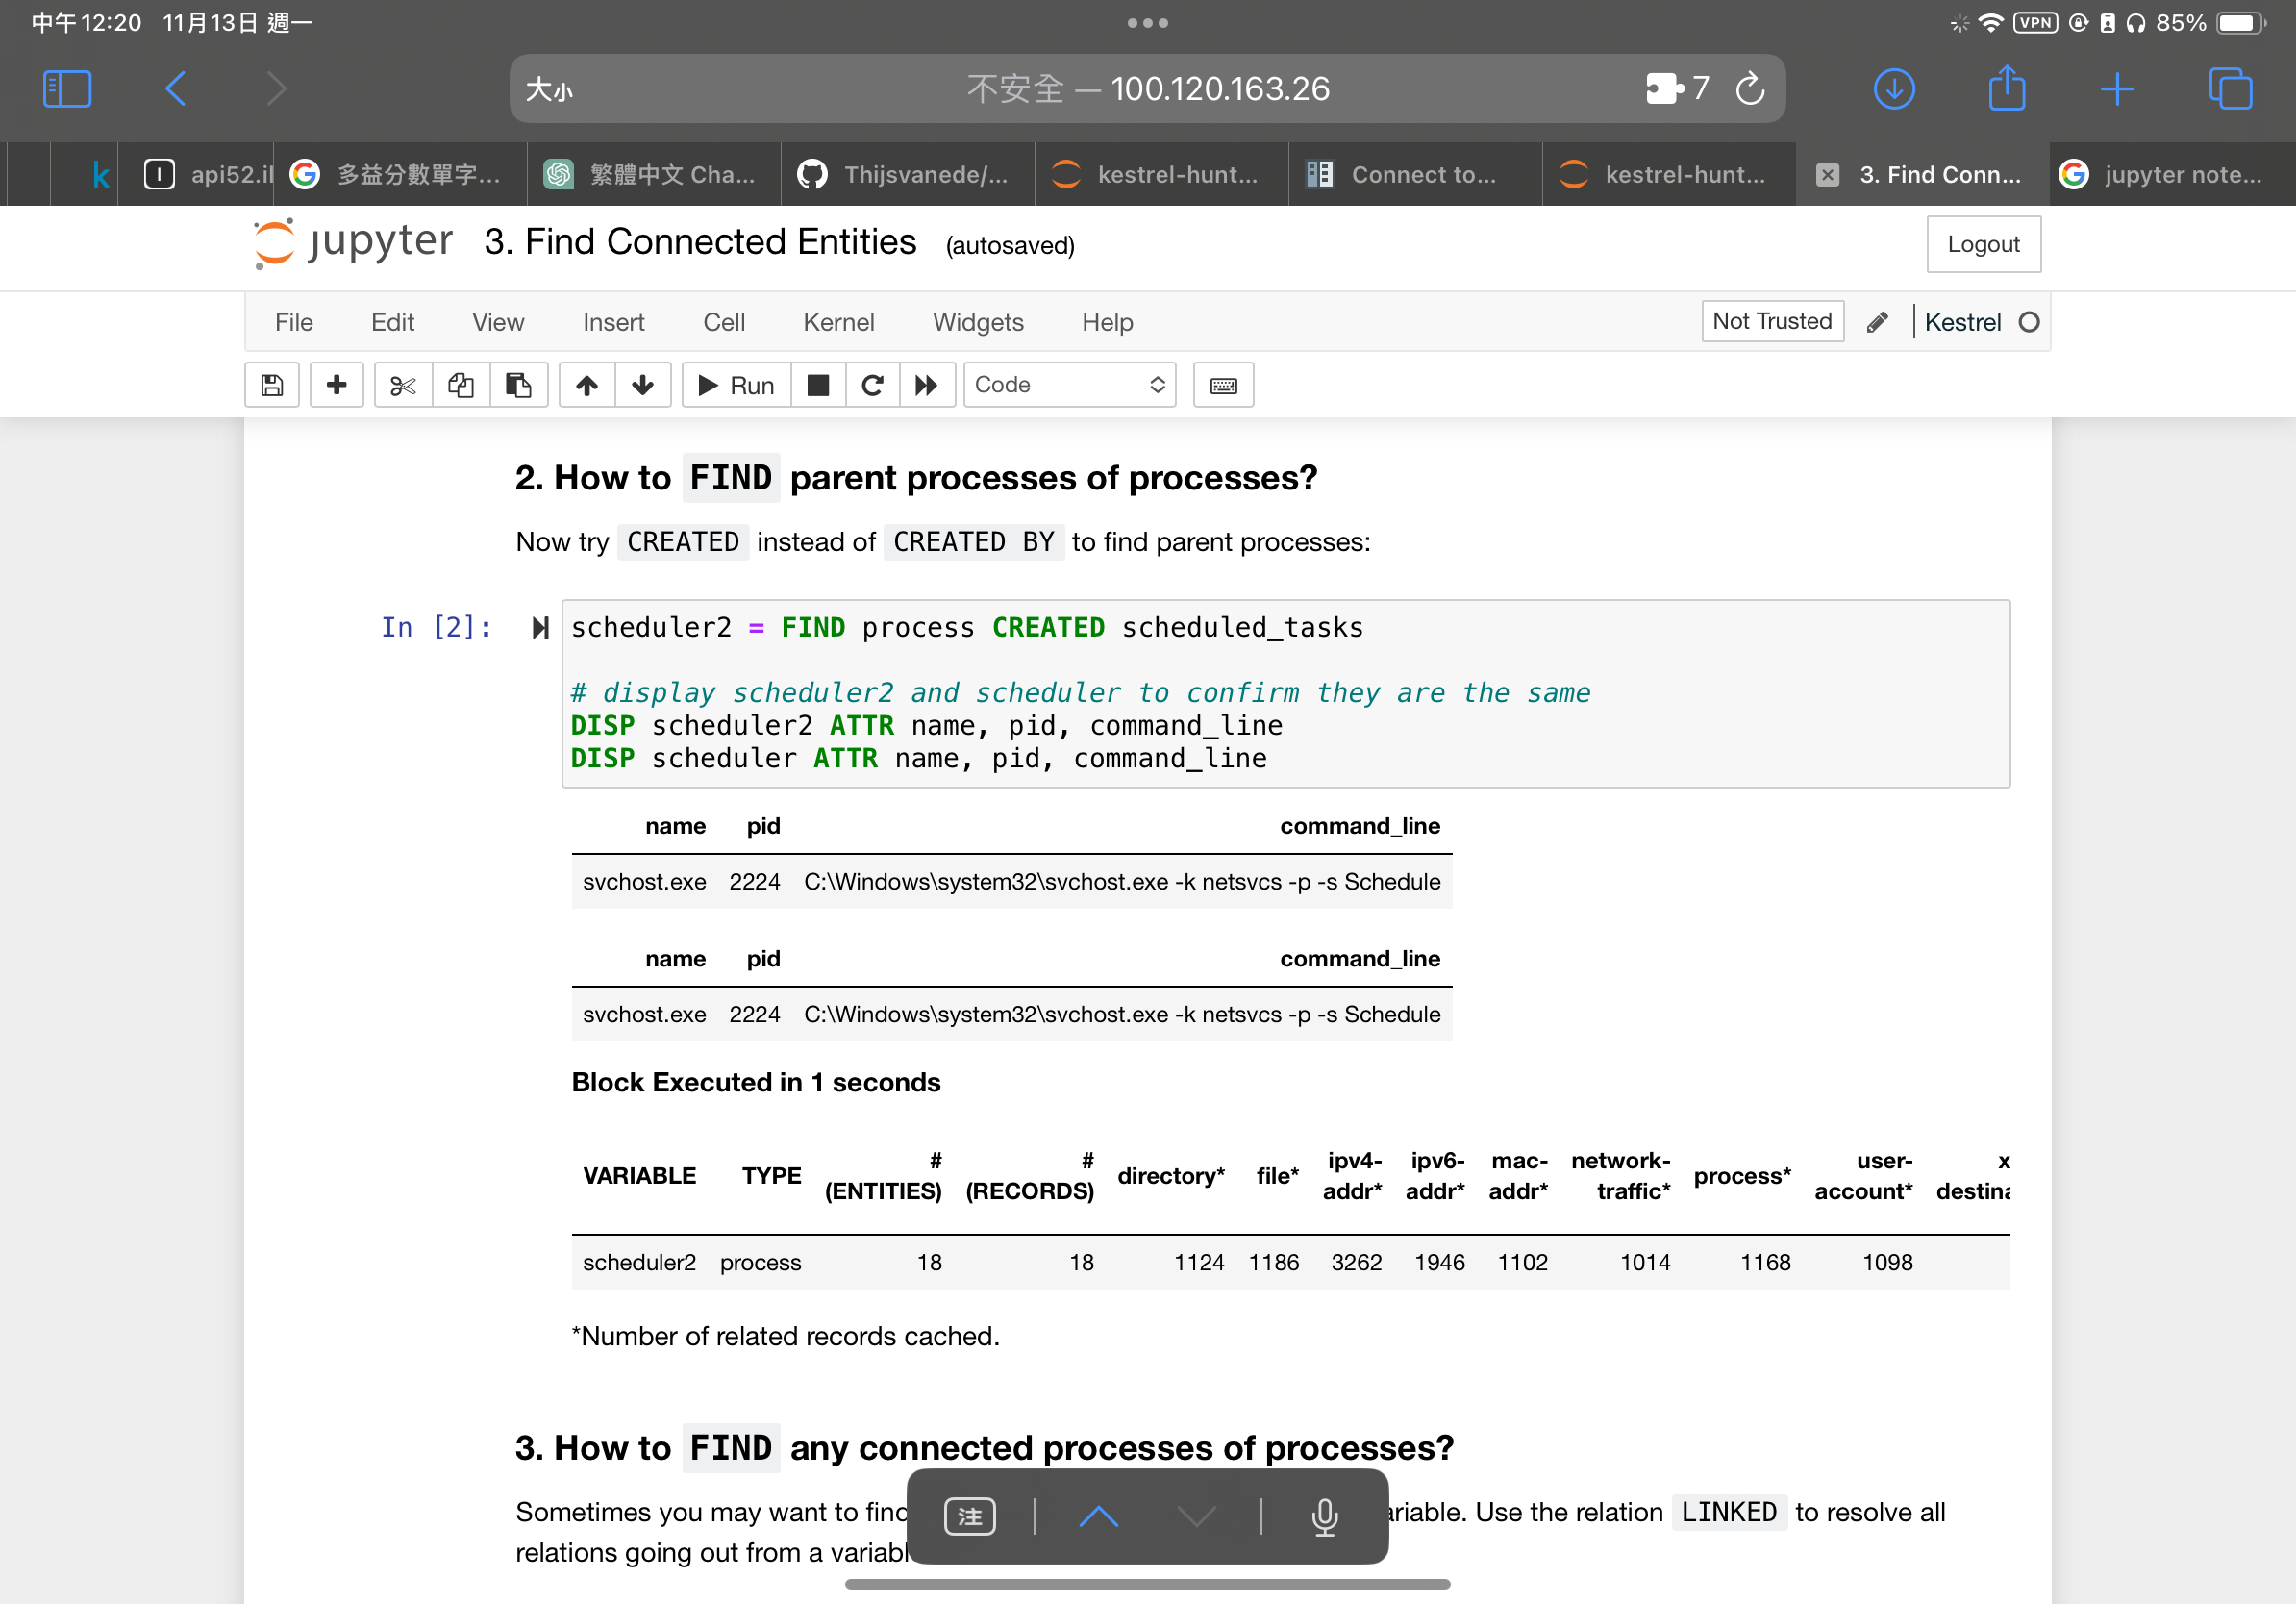 中午12:20 11月13日 週一
VPN 85%
大小 不安全 — 100.120.163.26 7
k api52.il 多益分數單字... 繁體中文 Cha... Thijsvanede/... kestrel-hunt... Connect to... kestrel-hunt... 3. Find Conn... jupyter note...
jupyter 3. Find Connected Entities (autosaved) Logout
File Edit View Insert Cell Kernel Widgets Help Not Trusted Kestrel
Run Code
2. How to FIND parent processes of processes?
Now try CREATED instead of CREATED BY to find parent processes:
In [2]: scheduler2 = FIND process CREATED scheduled_tasks
# display scheduler2 and scheduler to confirm they are the same
DISP scheduler2 ATTR name, pid, command_line
DISP scheduler ATTR name, pid, command_line
name pid command_line
svchost.exe 2224 C:\Windows\system32\svchost.exe -k netsvcs -p -s Schedule
name pid command_line
svchost.exe 2224 C:\Windows\system32\svchost.exe -k netsvcs -p -s Schedule
Block Executed in 1 seconds
VARIABLE TYPE # (ENTITIES) # (RECORDS) directory* file* ipv4-addr* ipv6-addr* mac-addr* network-traffic* process* user-account* x destina
scheduler2 process 18 18 1124 1186 3262 1946 1102 1014 1168 1098
*Number of related records cached.
3. How to FIND any connected processes of processes?
Sometimes you may want to find ariable. Use the relation LINKED to resolve all
relations going out from a variabl
注